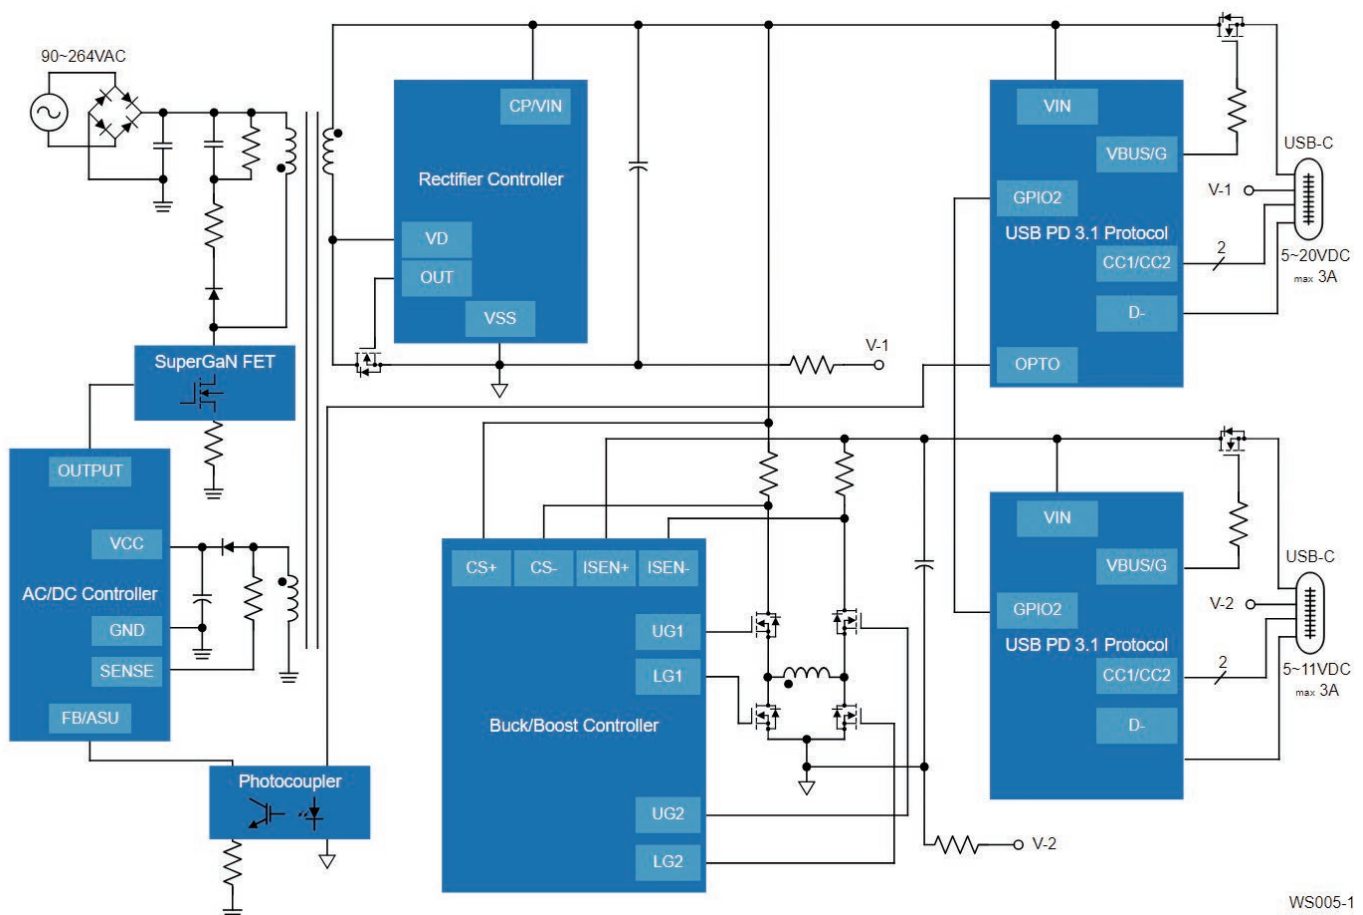 90~264VAC
CP/VIN
Rectifier Controller
VD
OUT
VSS
V-1
VIN
VBUS/G
GPIO2
USB PD 3.1 Protocol
CC1/CC2
D-
OPTO
2
USB-C
V-1
5~20VDC
max 3A
SuperGaN FET
OUTPUT
VCC
AC/DC Controller
GND
SENSE
FB/ASU
Photocoupler
CS+
CS-
ISEN+
ISEN-
UG1
LG1
Buck/Boost Controller
UG2
LG2
V-2
VIN
VBUS/G
GPIO2
USB PD 3.1 Protocol
CC1/CC2
D-
2
USB-C
V-2
5~11VDC
max 3A
WS005-1